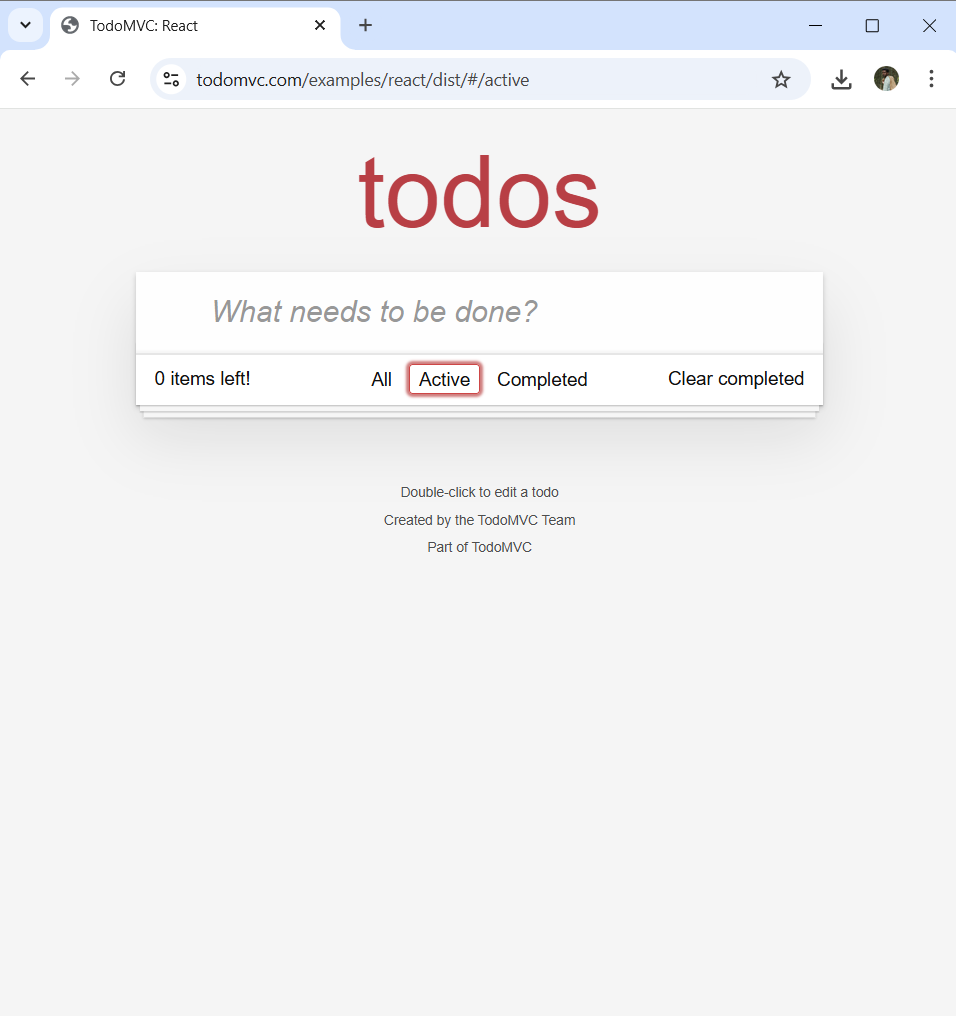 TodoMVC: React
todomvc.com/examples/react/dist/#/active
todos
What needs to be done?
0 items left! All Active Completed Clear completed
Double-click to edit a todo
Created by the TodoMVC Team
Part of TodoMVC